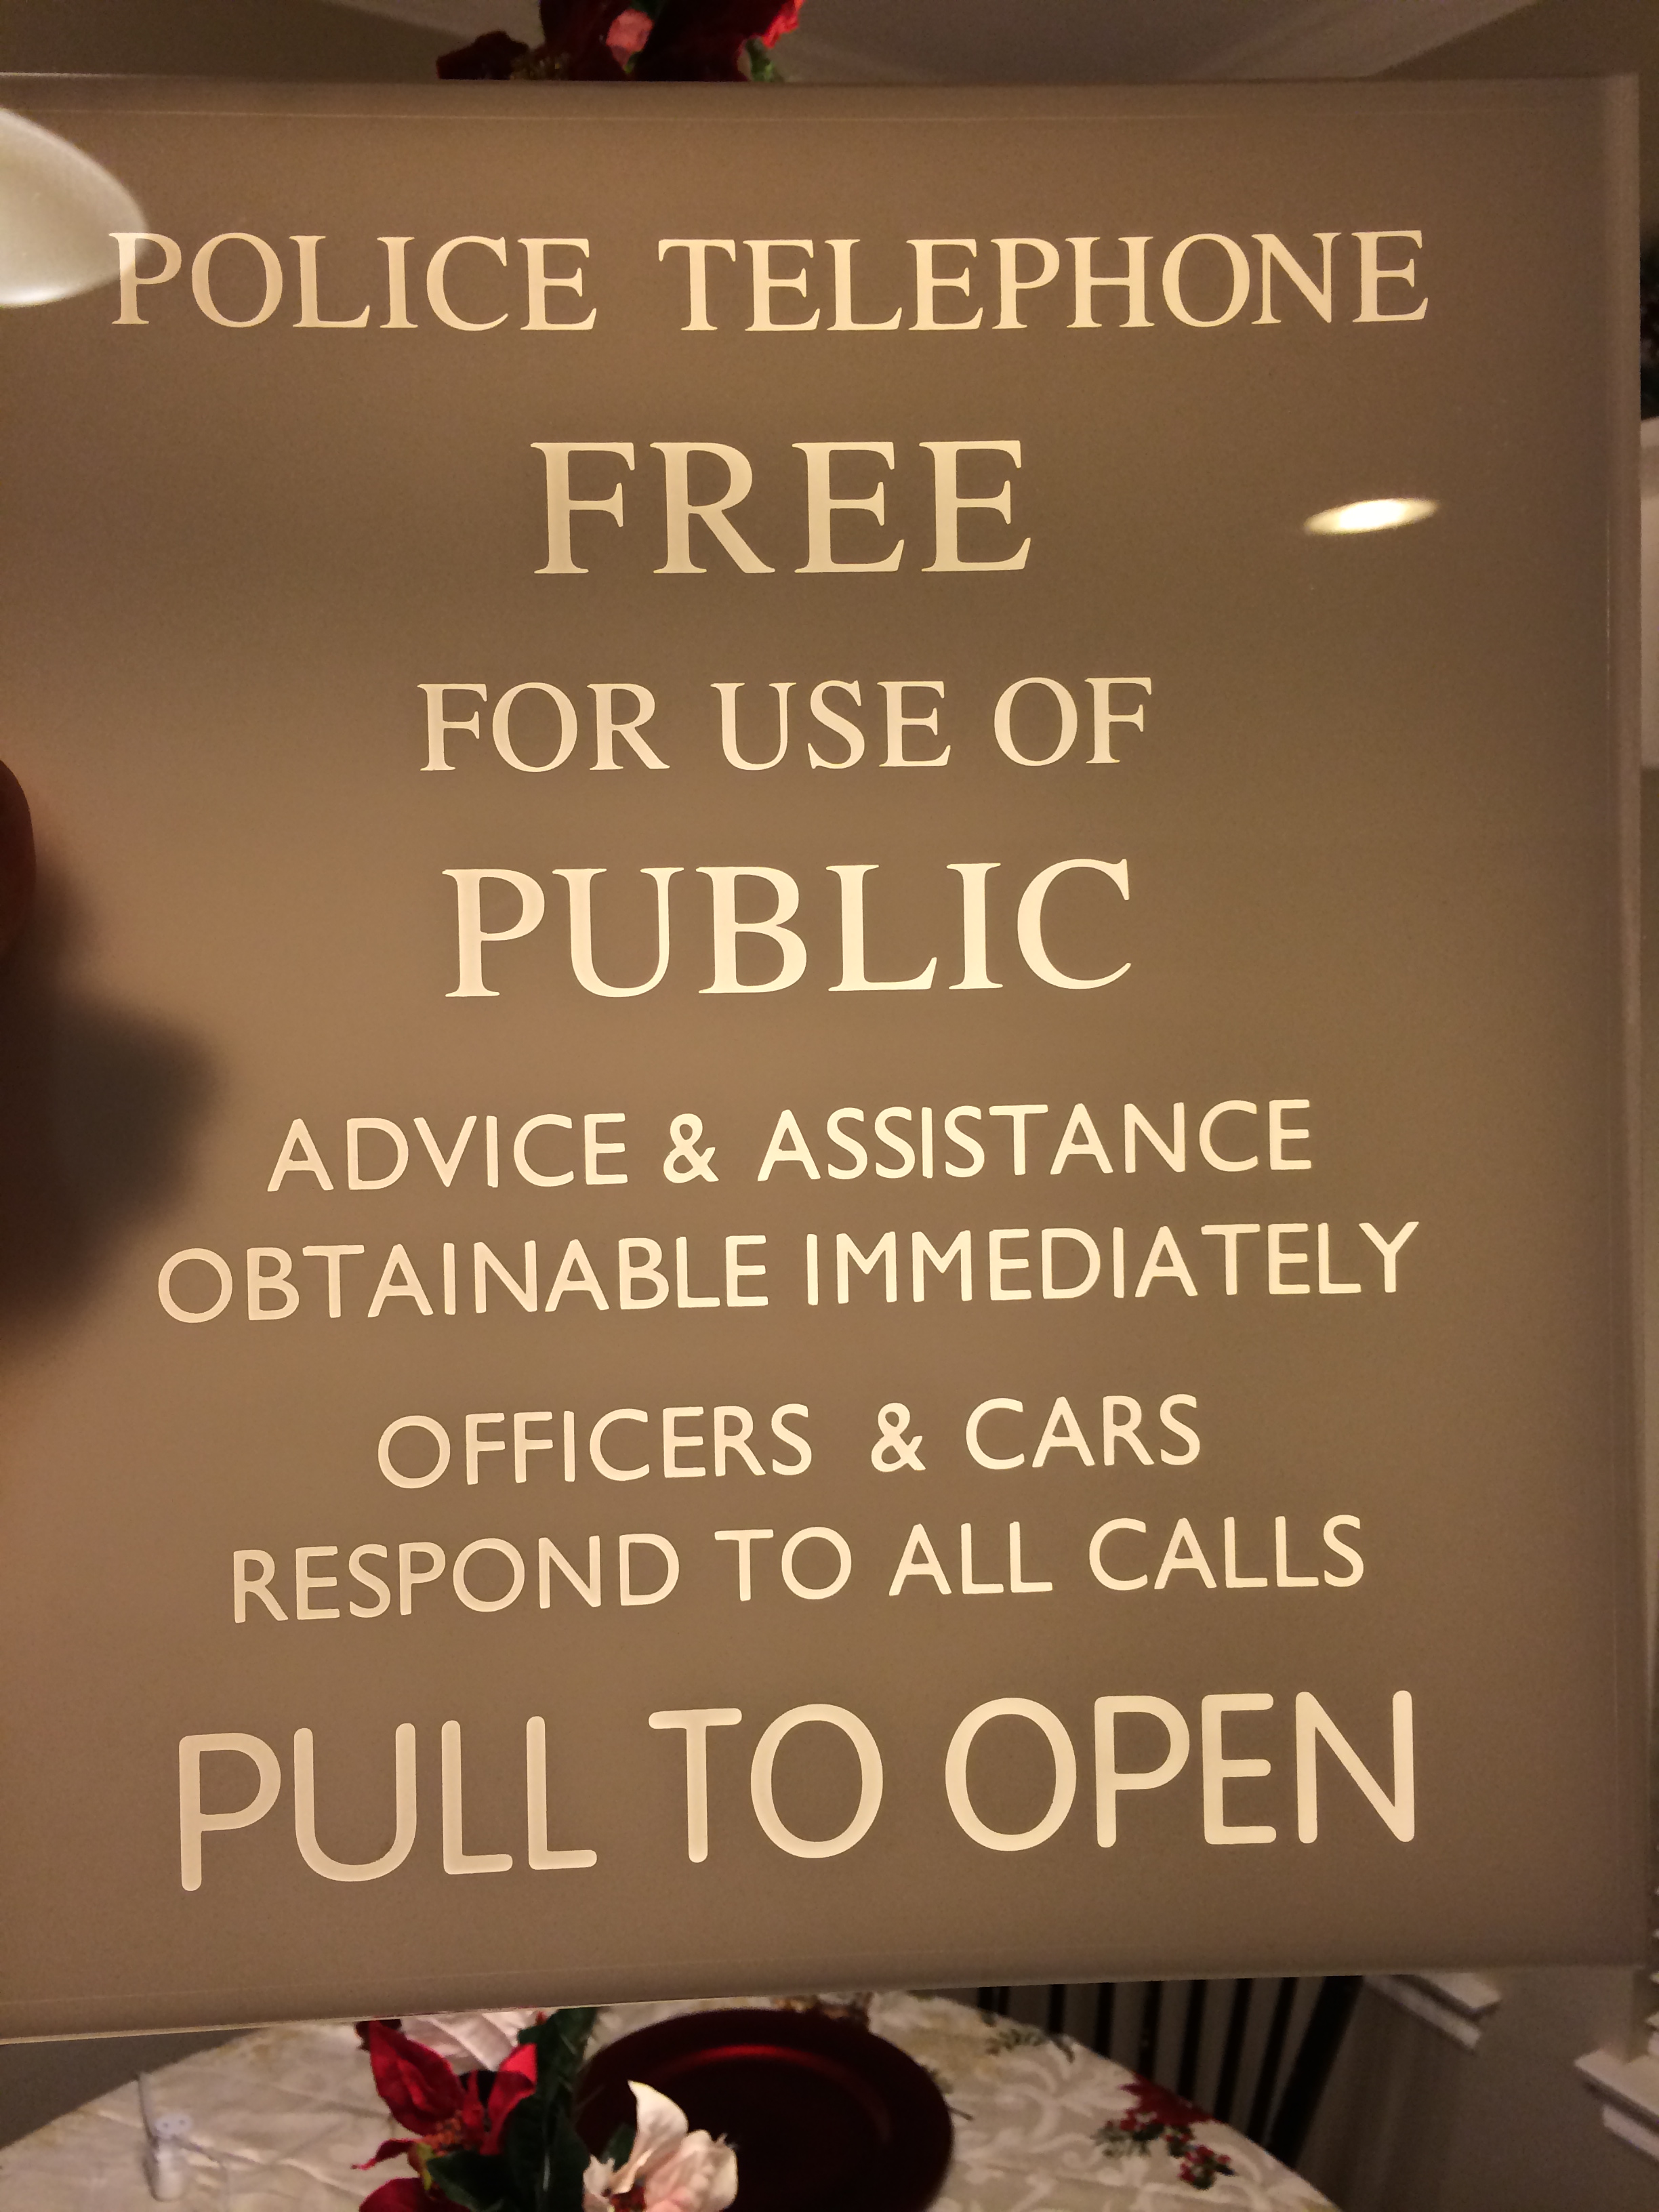 POLICE TELEPHONE
FREE
FOR USE OF
PUBLIC
ADVICE & ASSISTANCE
OBTAINABLE IMMEDIATELY
OFFICERS & CARS
RESPOND TO ALL CALLS
PULL TO OPEN